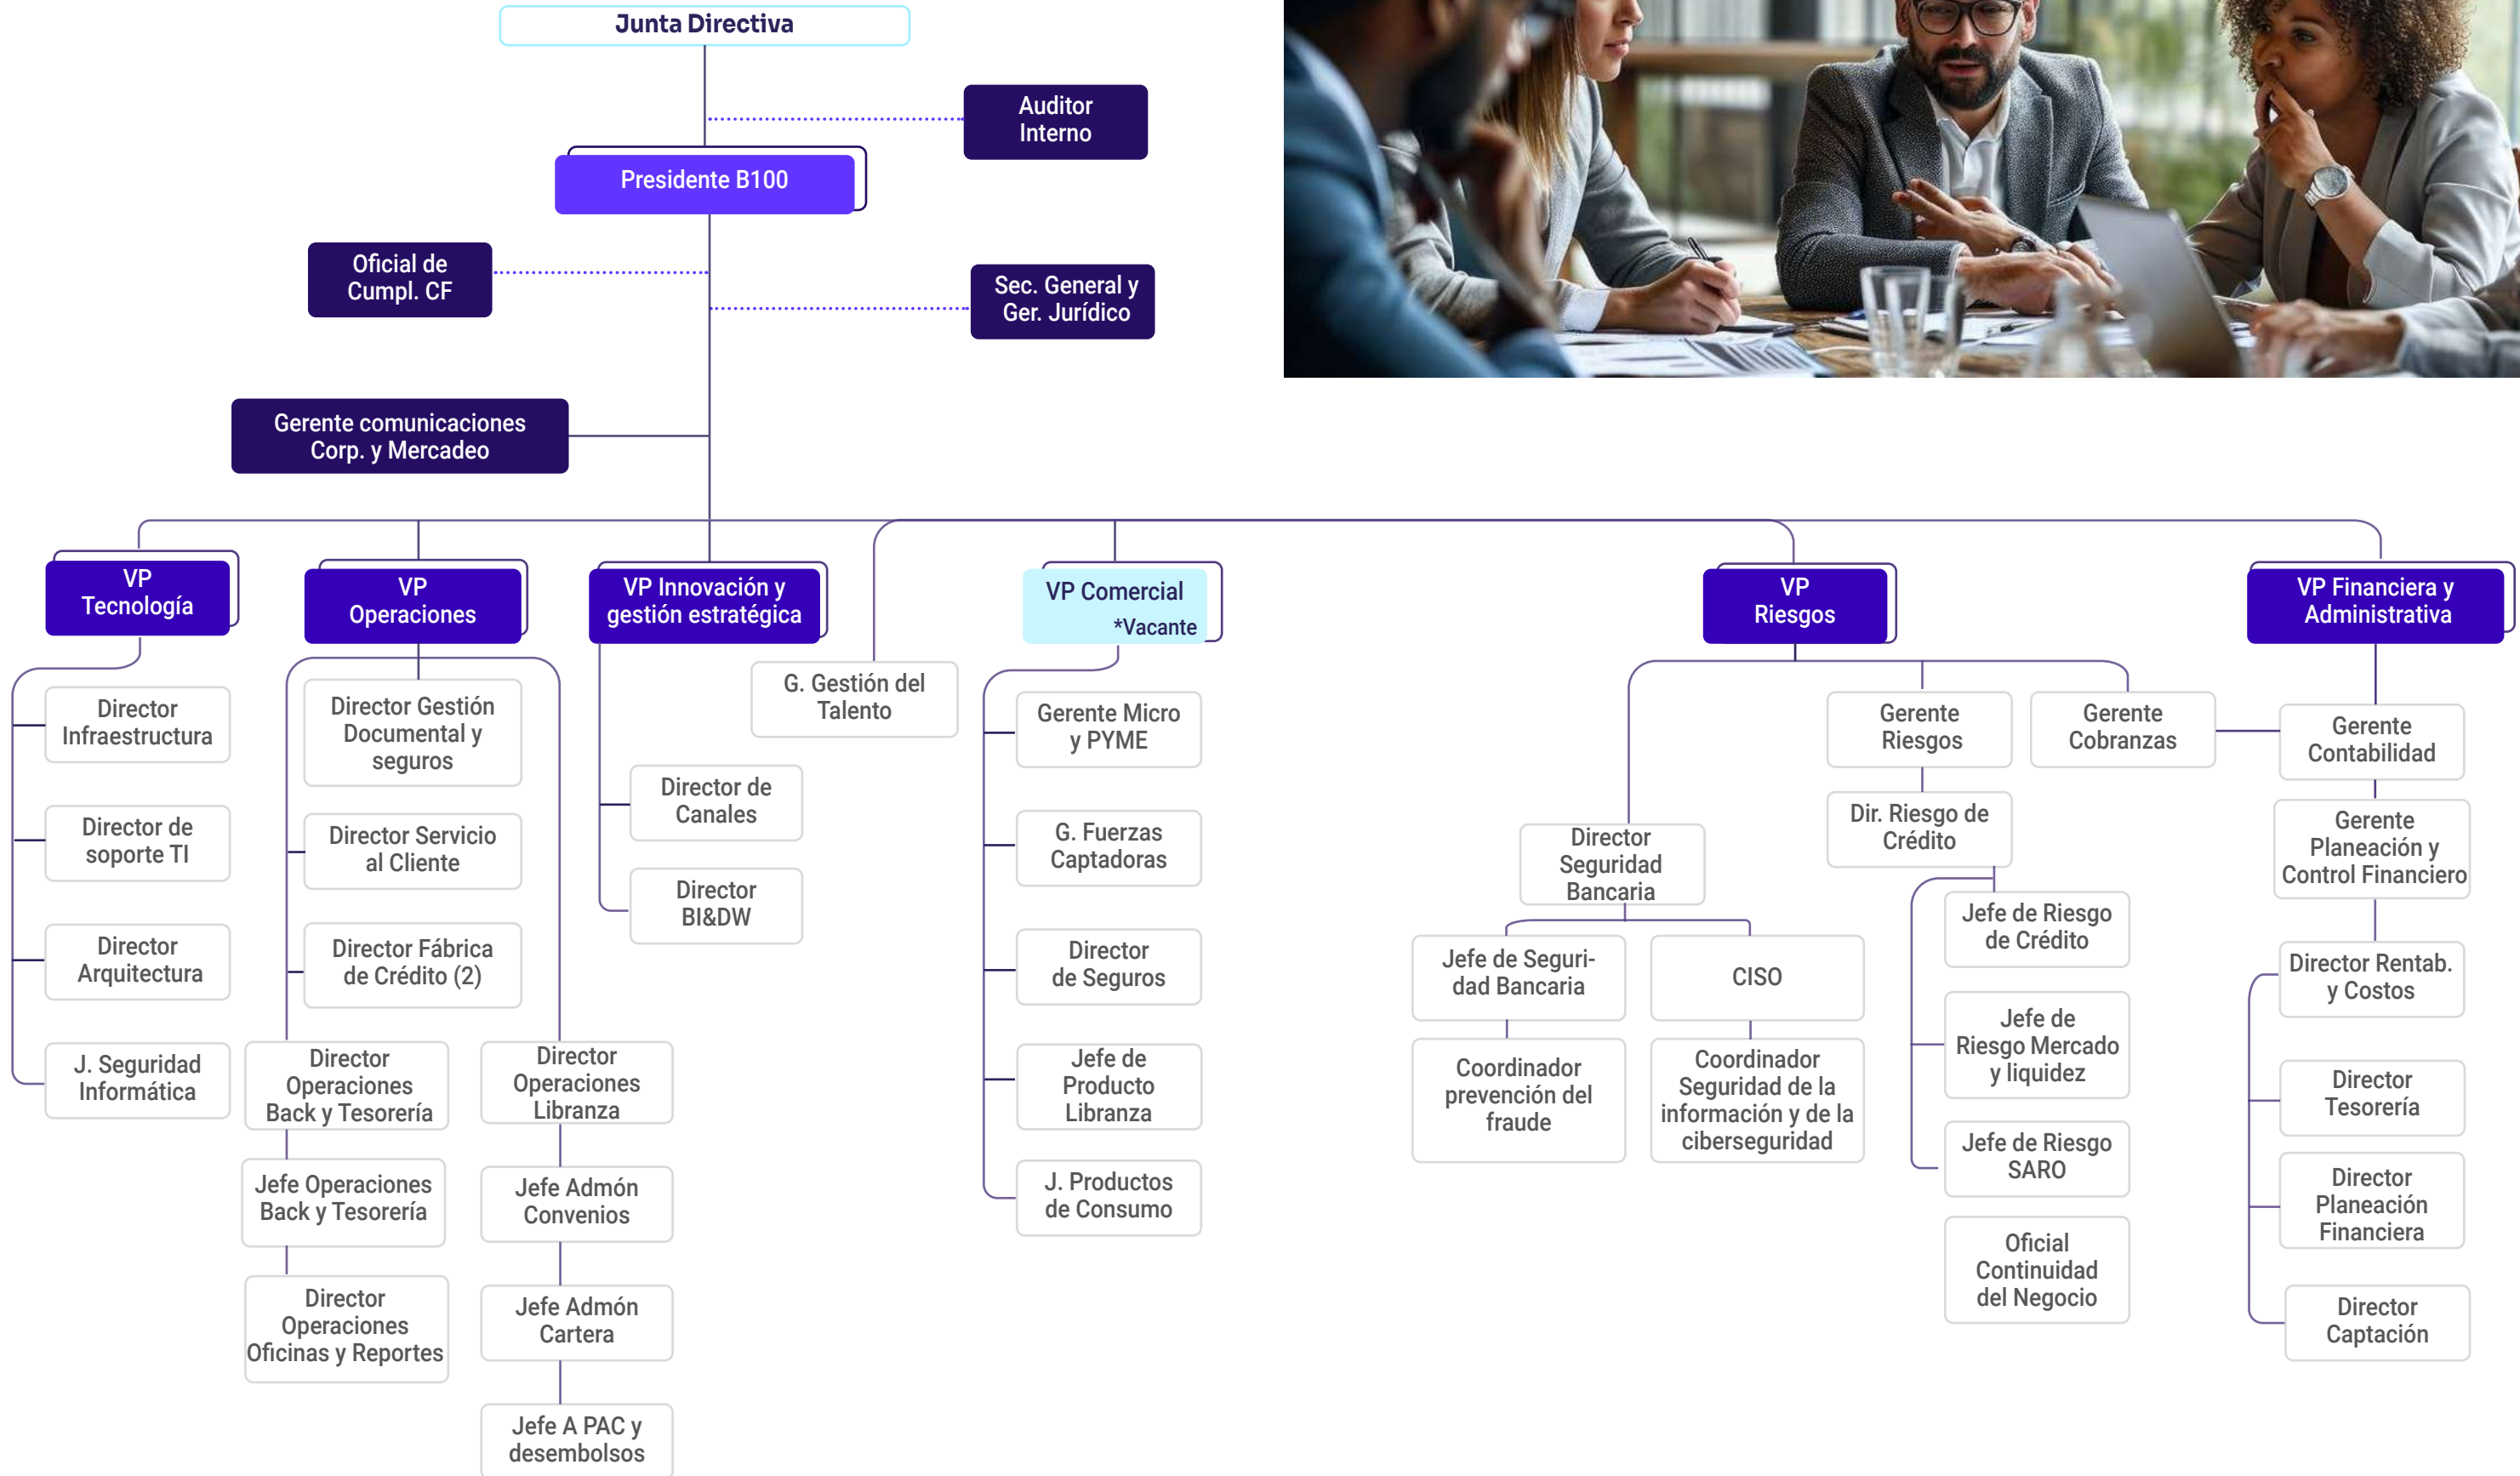 Junta Directiva
Auditor
Interno
Presidente B100
Oficial de
Cumpl. CF
Sec. General y
Ger. Jurídico
Gerente comunicaciones
Corp. y Mercadeo
VP
Tecnología
Director
Infraestructura
Director de
soporte TI
Director
Arquitectura
J. Seguridad
Informática
VP
Operaciones
Director Gestión
Documental y
seguros
Director Servicio
al Cliente
Director Fábrica
de Crédito (2)
Director
Operaciones
Back y Tesorería
Jefe Operaciones
Back y Tesorería
Director
Operaciones
Oficinas y Reportes
Director
Operaciones
Libranza
Jefe Admón
Convenios
Jefe Admón
Cartera
Jefe A PAC y
desembolsos
VP Innovación y
gestión estratégica
Director de
Canales
Director
BI&DW
G. Gestión del
Talento
VP Comercial
*Vacante
Gerente Micro
y PYME
G. Fuerzas
Captadoras
Director
de Seguros
Jefe de
Producto
Libranza
J. Productos
de Consumo
VP
Riesgos
Director
Seguridad
Bancaria
Jefe de Seguri-
dad Bancaria
Coordinador
prevención del
fraude
CISO
Coordinador
Seguridad de la
información y de la
ciberseguridad
Gerente
Riesgos
Dir. Riesgo de
Crédito
Jefe de Riesgo
de Crédito
Jefe de
Riesgo Mercado
y liquidez
Jefe de Riesgo
SARO
Oficial
Continuidad
del Negocio
Gerente
Cobranzas
VP Financiera y
Administrativa
Gerente
Contabilidad
Gerente
Planeación y
Control Financiero
Director Rentab.
y Costos
Director
Tesorería
Director
Planeación
Financiera
Director
Captación